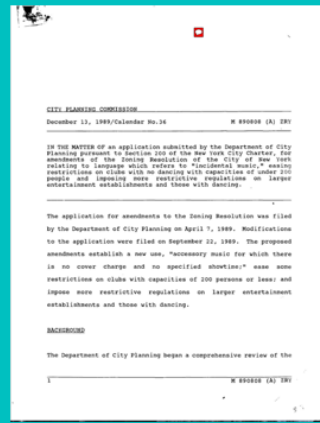 CITY PLANNING COMMISSION
December 13, 1989/Calendar No.36 M 890808 (A) ZRY
IN THE MATTER OF an application submitted by the Department of City
Planning pursuant to Section 200 of the New York City Charter, for
amendments of the Zoning Resolution of the City of New York
relating to language which refers to "incidental music," easing
restrictions on clubs with no dancing with capacities of under 200
people and imposing more restrictive regulations on larger
entertainment establishments and those with dancing.
The application for amendments to the Zoning Resolution was filed
by the Department of City Planning on April 7, 1989. Modifications
to the application were filed on September 22, 1989. The proposed
amendments establish a new use, "accessory music for which there
is no cover charge and no specified showtime;" ease some
restrictions on clubs with capacities of 200 persons or less; and
impose more restrictive regulations on larger entertainment
establishments and those with dancing.
BACKGROUND
The Department of City Planning began a comprehensive review of the
1 M 890808 (A) ZRY